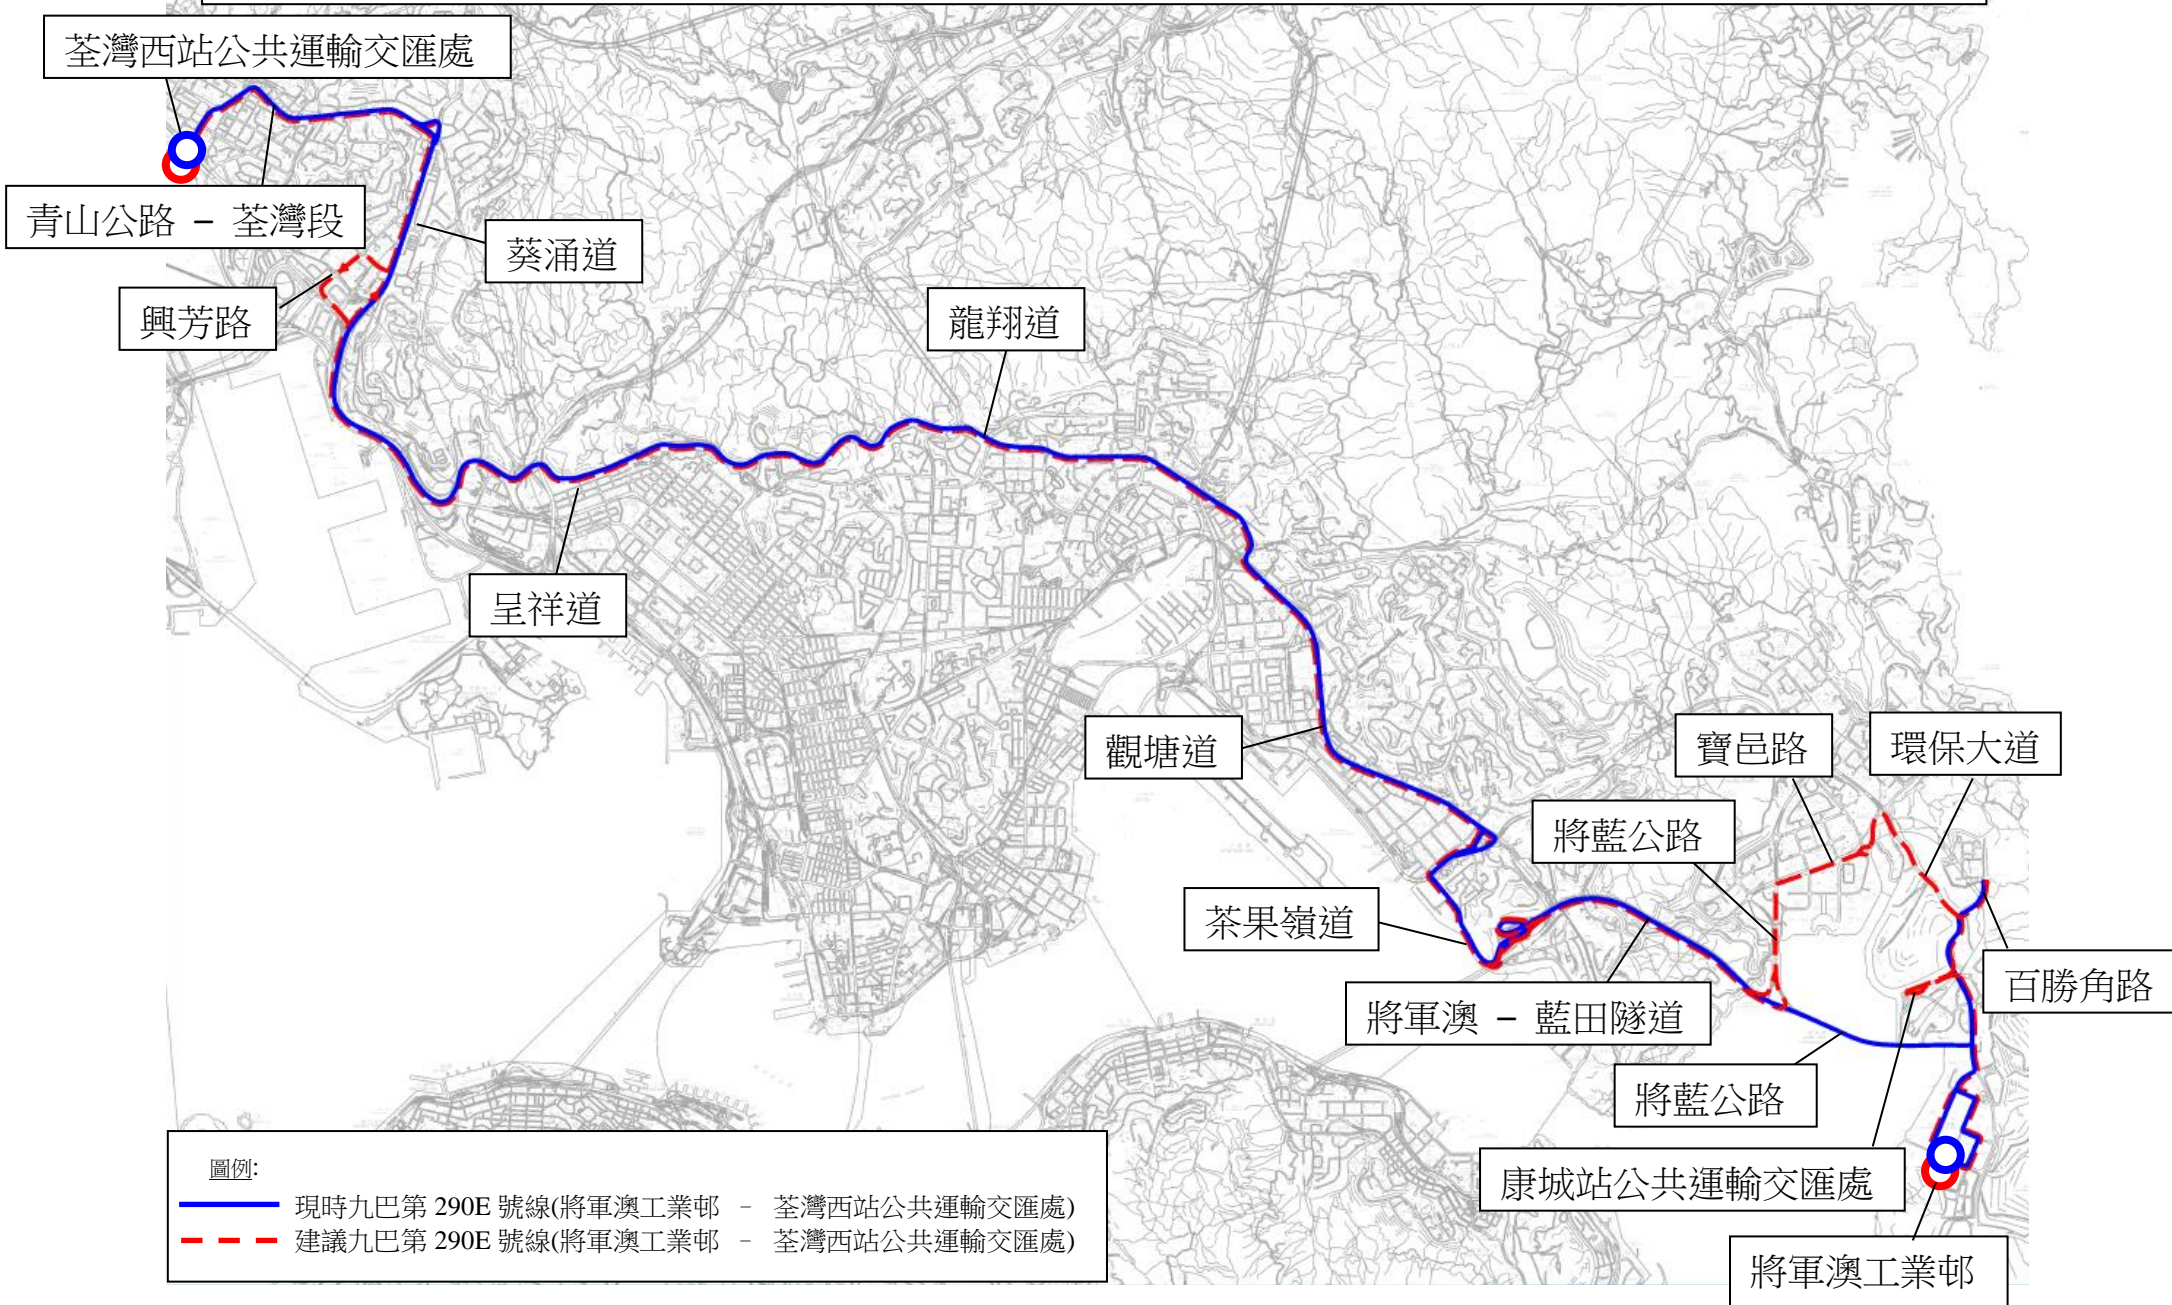 荃灣西站公共運輸交匯處
青山公路 – 荃灣段
葵涌道
興芳路
龍翔道
呈祥道
觀塘道
寶邑路
環保大道
將藍公路
茶果嶺道
百勝角路
將軍澳 – 藍田隧道
將藍公路
康城站公共運輸交匯處
將軍澳工業邨
圖例:
現時九巴第 290E 號線(將軍澳工業邨 - 荃灣西站公共運輸交匯處)
建議九巴第 290E 號線(將軍澳工業邨 - 荃灣西站公共運輸交匯處)